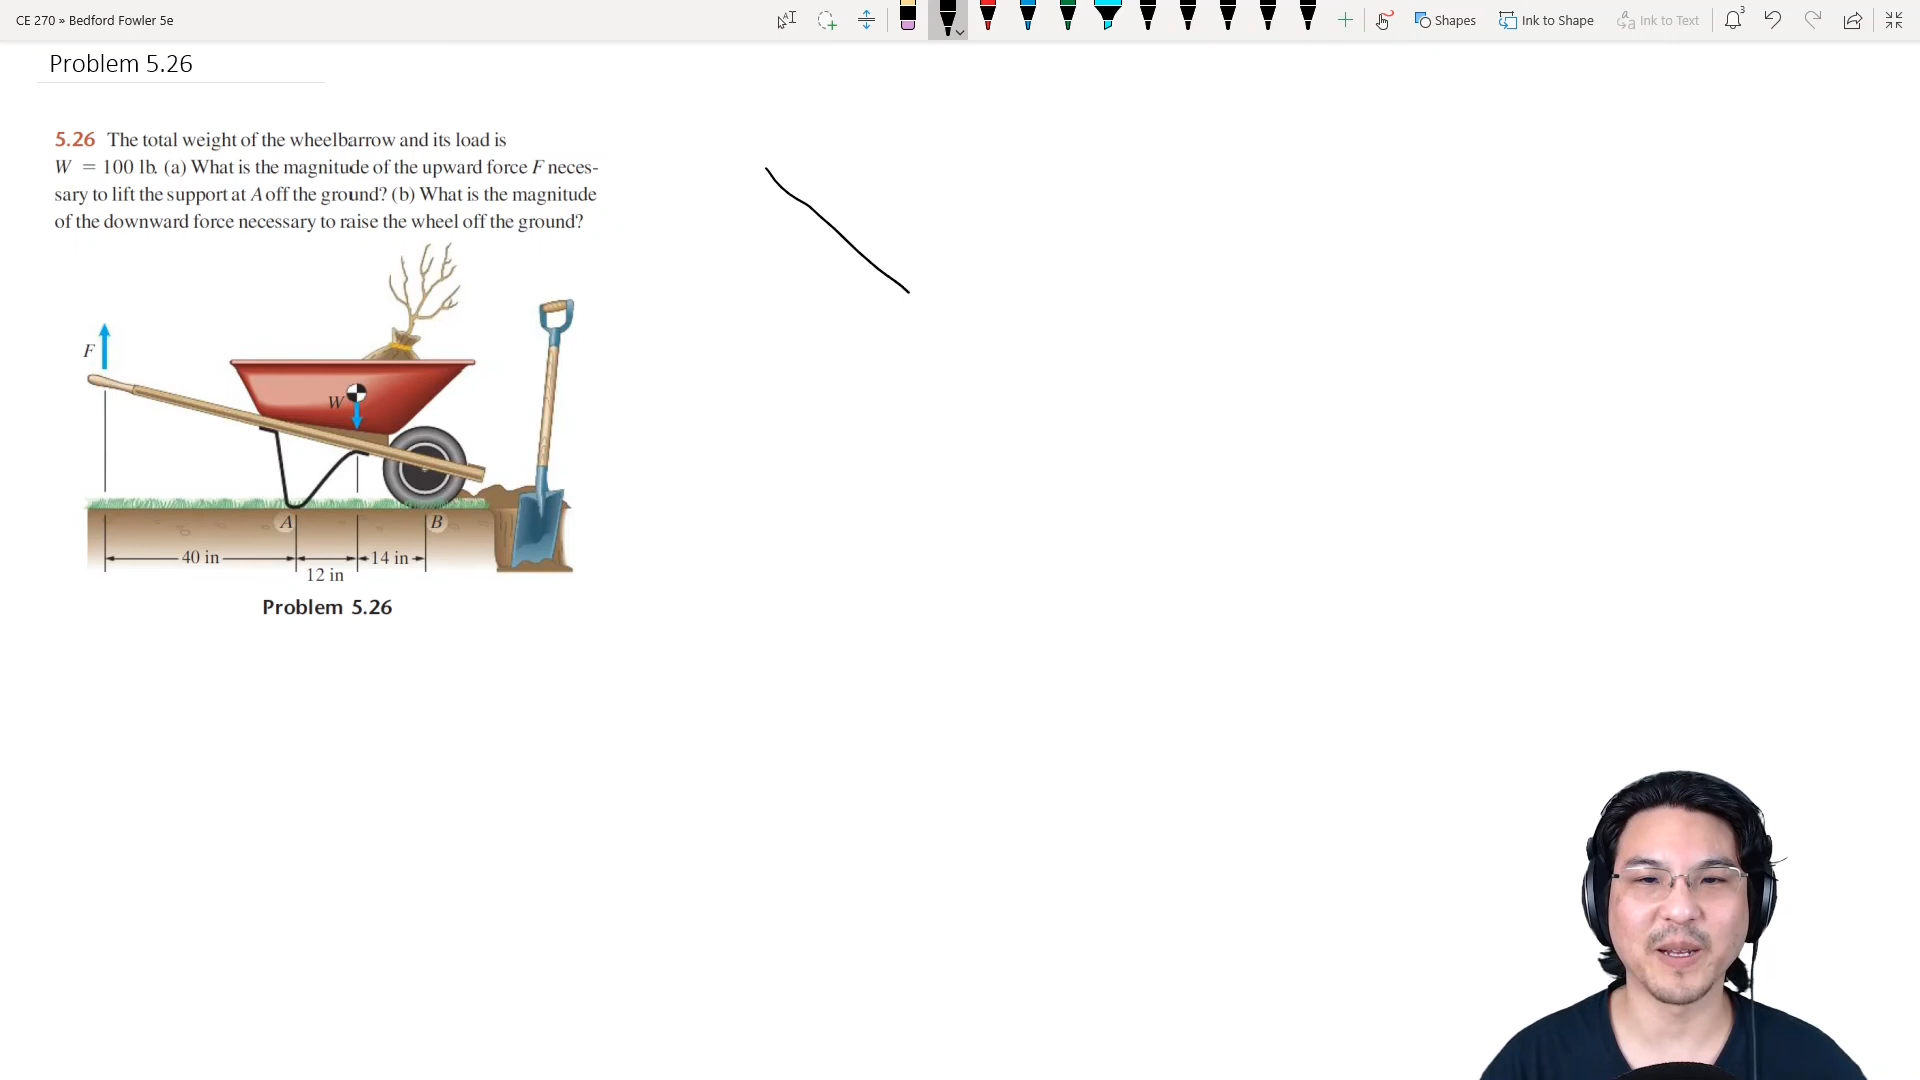 CE 270 » Bedford Fowler 5e
Shapes
Ink to Shape
Ink to Text
3
Problem 5.26
5.26 The total weight of the wheelbarrow and its load is
W = 100 lb. (a) What is the magnitude of the upward force F neces-
sary to lift the support at A off the ground? (b) What is the magnitude
of the downward force necessary to raise the wheel off the ground?
F
W
A
B
40 in
14 in
12 in
Problem 5.26